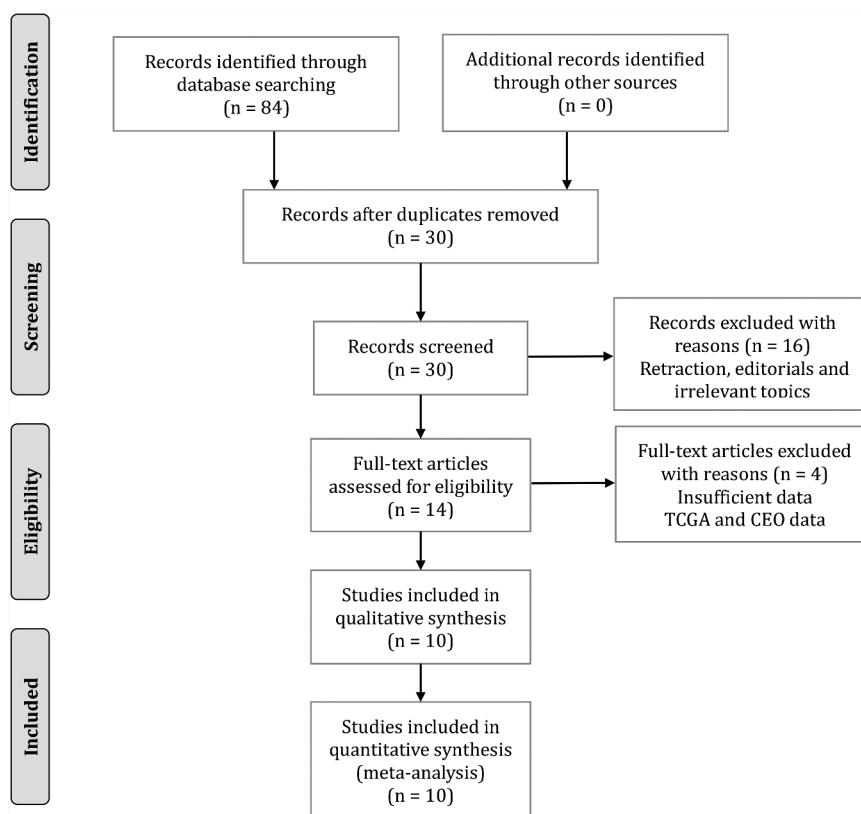 Identification
Records identified through
database searching
(n = 84)
Additional records identified
through other sources
(n = 0)
Records after duplicates removed
(n = 30)
Screening
Records screened
(n = 30)
Records excluded with
reasons (n = 16)
Retraction, editorials and
irrelevant topics
Eligibility
Full-text articles
assessed for eligibility
(n = 14)
Full-text articles excluded
with reasons (n = 4)
Insufficient data
TCGA and CEO data
Studies included in
qualitative synthesis
(n = 10)
Included
Studies included in
quantitative synthesis
(meta-analysis)
(n = 10)